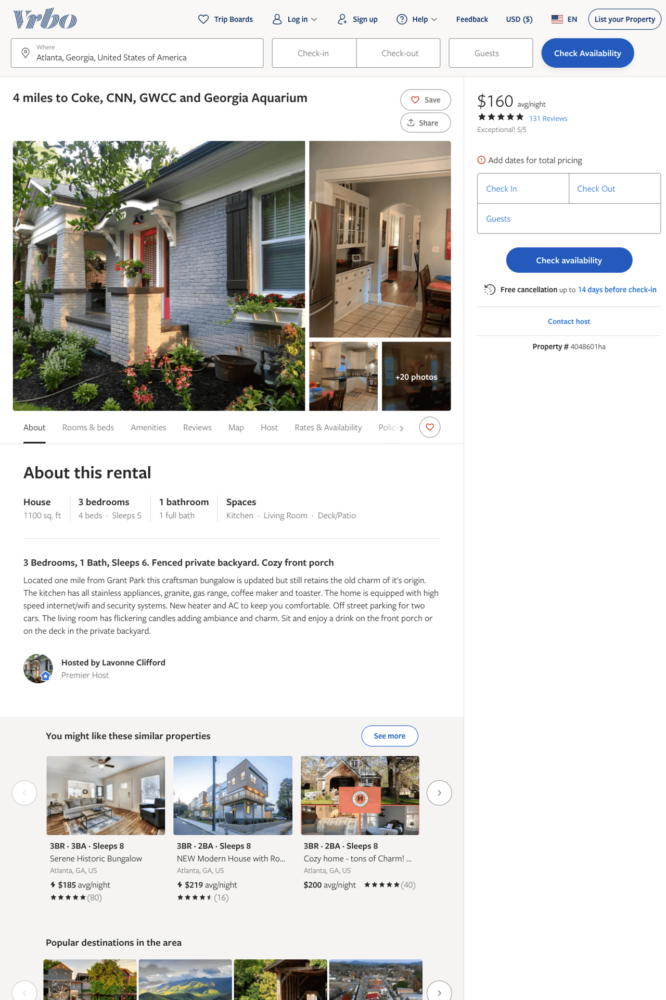 Vrbo
Trip Boards
Log in
Sign up
Help
Feedback
USD ($)
EN
List your Property
Where
Atlanta, Georgia, United States of America
Check-in
Check-out
Guests
Check Availability
4 miles to Coke, CNN, GWCC and Georgia Aquarium
Save
Share
+20 photos
$160 avg/night
131 Reviews
Exceptional! 5/5
Add dates for total pricing
Check In
Check Out
Guests
Check availability
Free cancellation up to 14 days before check-in
Contact host
Property # 4048601ha
About
Rooms & beds
Amenities
Reviews
Map
Host
Rates & Availability
Polici
About this rental
House
1100 sq. ft
3 bedrooms
4 beds · Sleeps 5
1 bathroom
1 full bath
Spaces
Kitchen · Living Room · Deck/Patio
3 Bedrooms, 1 Bath, Sleeps 6. Fenced private backyard. Cozy front porch
Located one mile from Grant Park this craftsman bungalow is updated but still retains the old charm of it's origin.
The kitchen has all stainless appliances, granite, gas range, coffee maker and toaster. The home is equipped with high
speed internet/wifi and security systems. New heater and AC to keep you comfortable. Off street parking for two
cars. The living room has flickering candles adding ambiance and charm. Sit and enjoy a drink on the front porch or
on the deck in the private backyard.
Hosted by Lavonne Clifford
Premier Host
You might like these similar properties
See more
3BR · 3BA · Sleeps 8
Serene Historic Bungalow
Atlanta, GA, US
$185 avg/night
(80)
3BR · 2BA · Sleeps 8
NEW Modern House with Ro...
Atlanta, GA, US
$219 avg/night
(16)
H
3BR · 2BA · Sleeps 8
Cozy home - tons of Charm! ...
Atlanta, GA, US
$200 avg/night
(40)
Popular destinations in the area